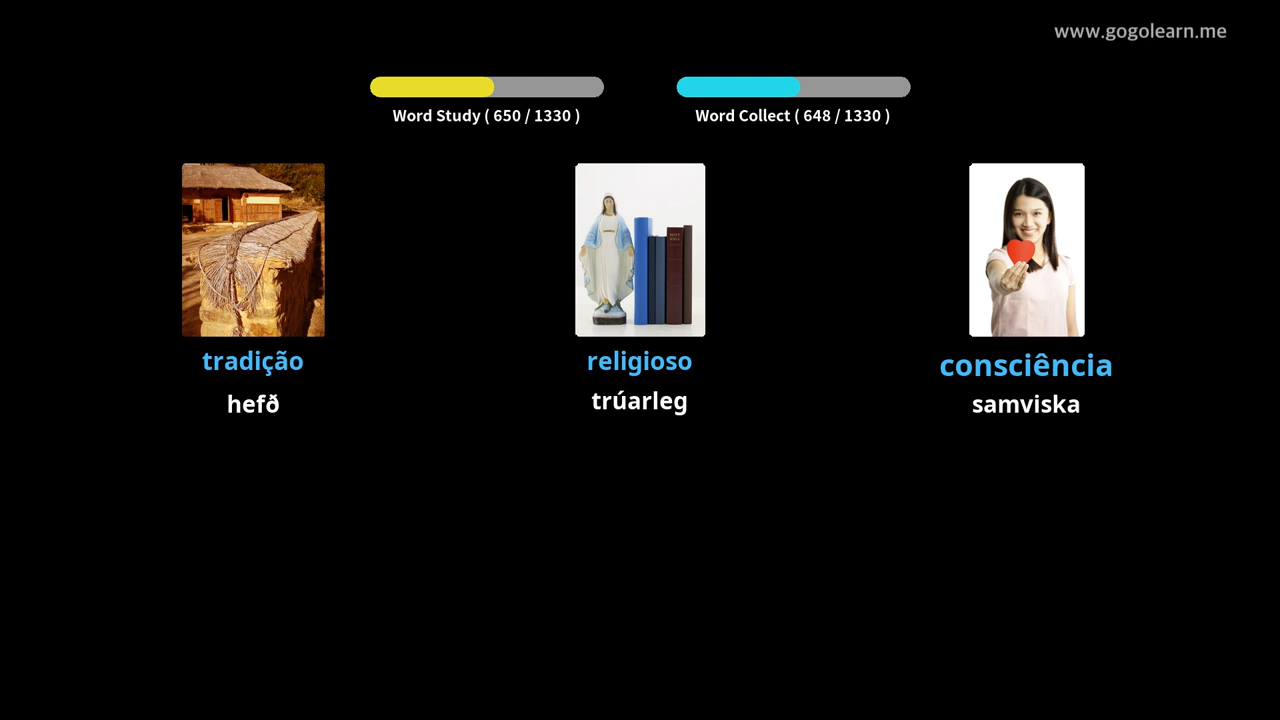 www.gogolearn.me
Word Study ( 650 / 1330 )
Word Collect ( 648 / 1330 )
tradição
hefð
religioso
trúarleg
consciência
samviska